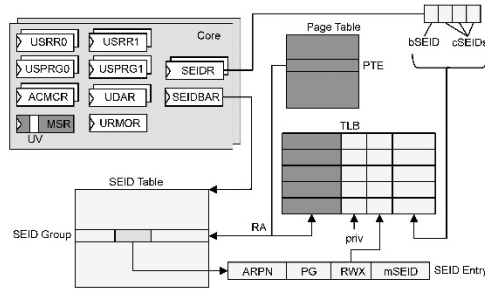 USRR0 USRR1 Core
USPRG0 USPRG1 SEIDR
ACMCR UDAR SEIDBAR
MSR URMOR
UV
Page Table
PTE
bSEID cSEIDs
TLB
SEID Table
SEID Group
RA
priv
ARPN PG RWX mSEID SEID Entry